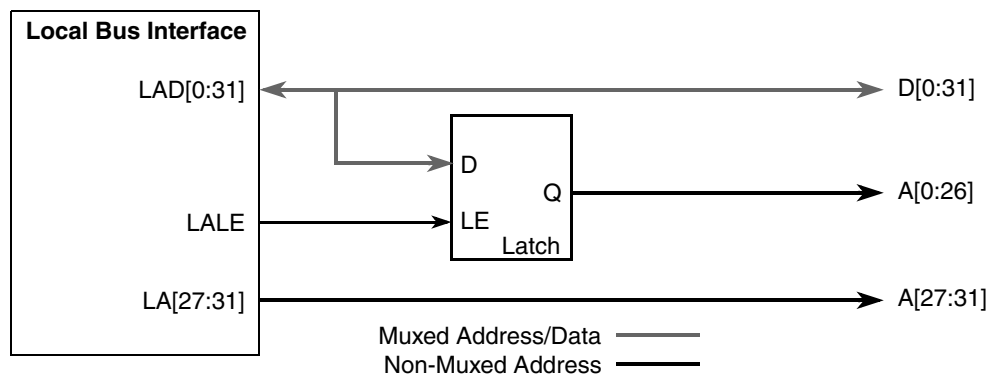 Local Bus Interface
LAD[0:31]
D[0:31]
D
Q
A[0:26]
LALE
LE
Latch
LA[27:31]
A[27:31]
Muxed Address/Data
Non-Muxed Address